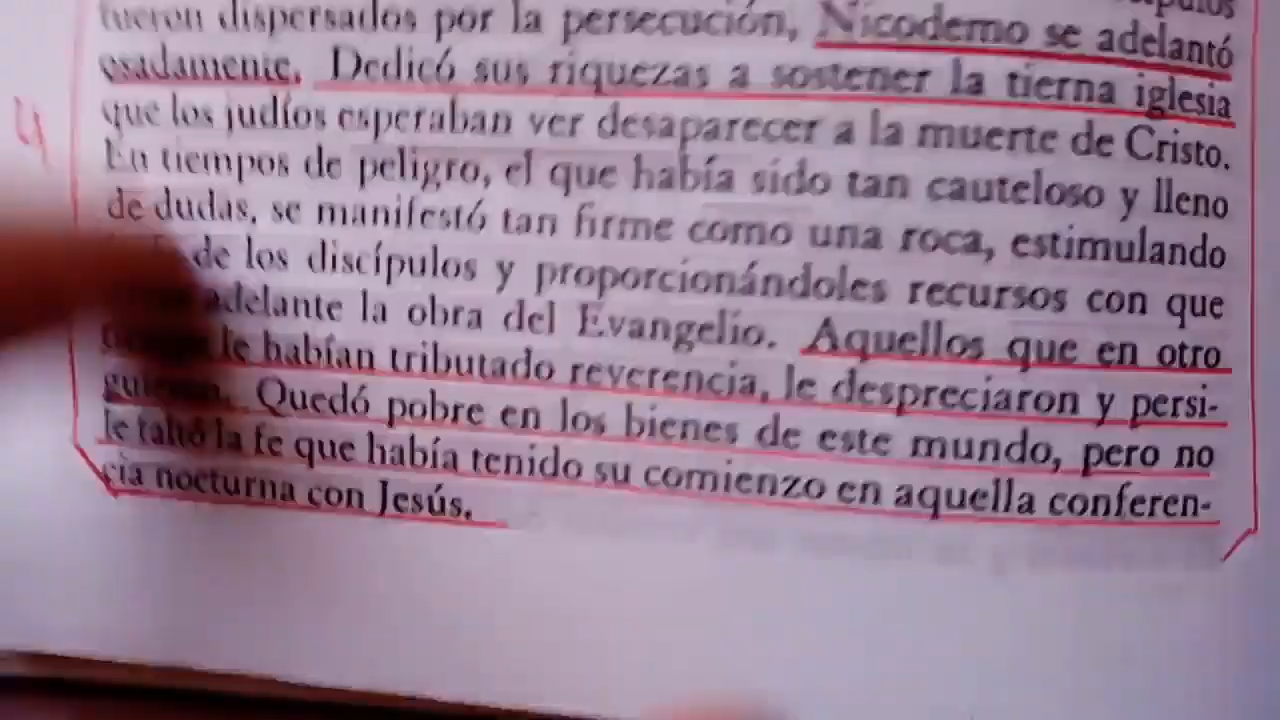 fueron dispersados por la persecución, Nicodemo se adelantó
osadamente. Dedicó sus riquezas a sostener la tierna iglesia
que los judíos esperaban ver desaparecer a la muerte de Cristo.
En tiempos de peligro, el que había sido tan cauteloso y lleno
de dudas, se manifestó tan firme como una roca, estimulando
de los discípulos y proporcionándoles recursos con que
adelante la obra del Evangelio. Aquellos que en otro
le habían tributado reverencia, le despreciaron y persi-
Quedó pobre en los bienes de este mundo, pero no
le faltó la fe que había tenido su comienzo en aquella conferen-
cia nocturna con Jesús.